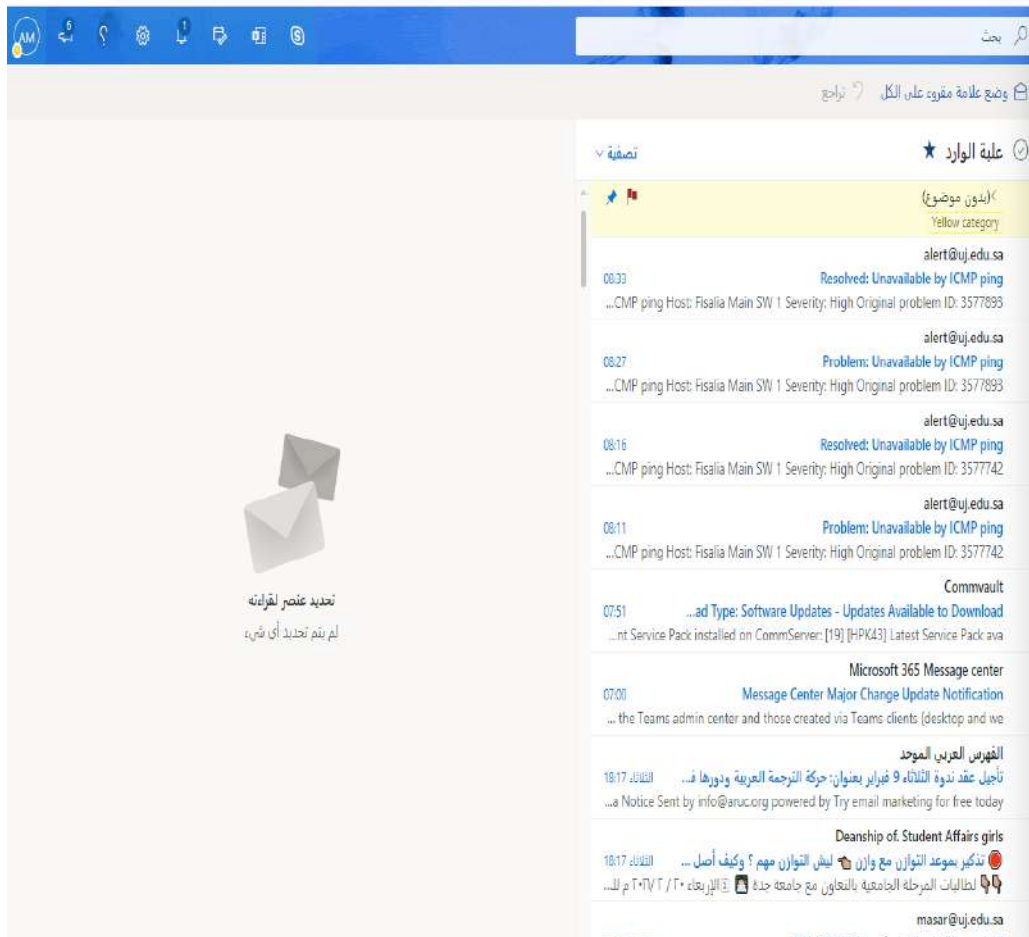 بحث
AM
1
6
وضع علامة مقروء على الكل تراجع
علبة الوارد
تصفية
(بدون موضوع)
Yellow category
alert@uj.edu.sa
Resolved: Unavailable by ICMP ping 08:33
...CMP ping Host: Fisalia Main SW 1 Severity: High Original problem ID: 3577893
alert@uj.edu.sa
Problem: Unavailable by ICMP ping 08:27
...CMP ping Host: Fisalia Main SW 1 Severity: High Original problem ID: 3577893
alert@uj.edu.sa
Resolved: Unavailable by ICMP ping 08:16
...CMP ping Host: Fisalia Main SW 1 Severity: High Original problem ID: 3577742
alert@uj.edu.sa
Problem: Unavailable by ICMP ping 08:11
...CMP ping Host: Fisalia Main SW 1 Severity: High Original problem ID: 3577742
Commvault
...ad Type: Software Updates - Updates Available to Download 07:51
...nt Service Pack installed on CommServer: [19] [HPK43] Latest Service Pack ava
Microsoft 365 Message center
Message Center Major Change Update Notification 07:00
... the Teams admin center and those created via Teams clients (desktop and we
الفهرس العربي الموحد
تأجيل عقد ندوة الثلاثاء 9 فبراير بعنوان: حركة الترجمة العربية ودورها فـ... الثلاثاء 18:17
...a Notice Sent by info@aruc.org powered by Try email marketing for free today
Deanship of. Student Affairs girls
تذكير بموعد التوازن مع وازن ليش التوازن مهم ؟ وكيف أصل ... الثلاثاء 18:17
لطالبات المرحلة الجامعية بالتعاون مع جامعة جدة الإربعاء م للـ...
masar@uj.edu.sa
تحديد عنصر لقراءته
لم يتم تحديد أي شيء